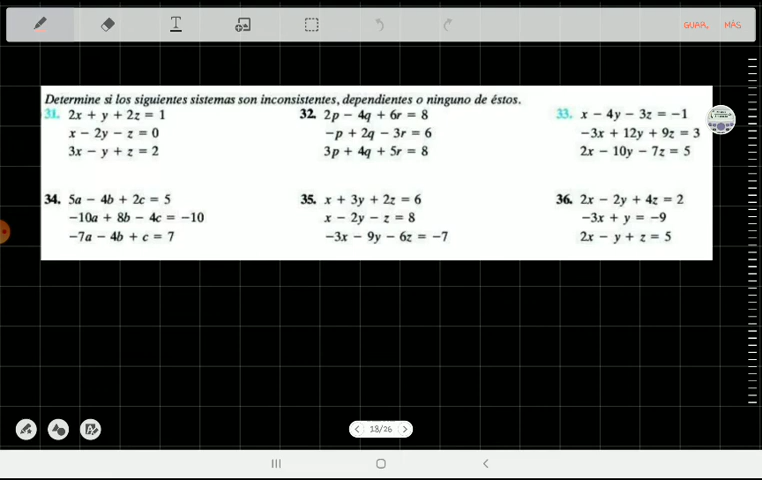 GUAR. MÁS
Determine si los siguientes sistemas son inconsistentes, dependientes o ninguno de éstos.
31. 2x + y + 2z = 1
x − 2y − z = 0
3x − y + z = 2
32. 2p − 4q + 6r = 8
−p + 2q − 3r = 6
3p + 4q + 5r = 8
33. x − 4y − 3z = −1
−3x + 12y + 9z = 3
2x − 10y − 7z = 5
34. 5a − 4b + 2c = 5
−10a + 8b − 4c = −10
−7a − 4b + c = 7
35. x + 3y + 2z = 6
x − 2y − z = 8
−3x − 9y − 6z = −7
36. 2x − 2y + 4z = 2
−3x + y = −9
2x − y + z = 5
18/26